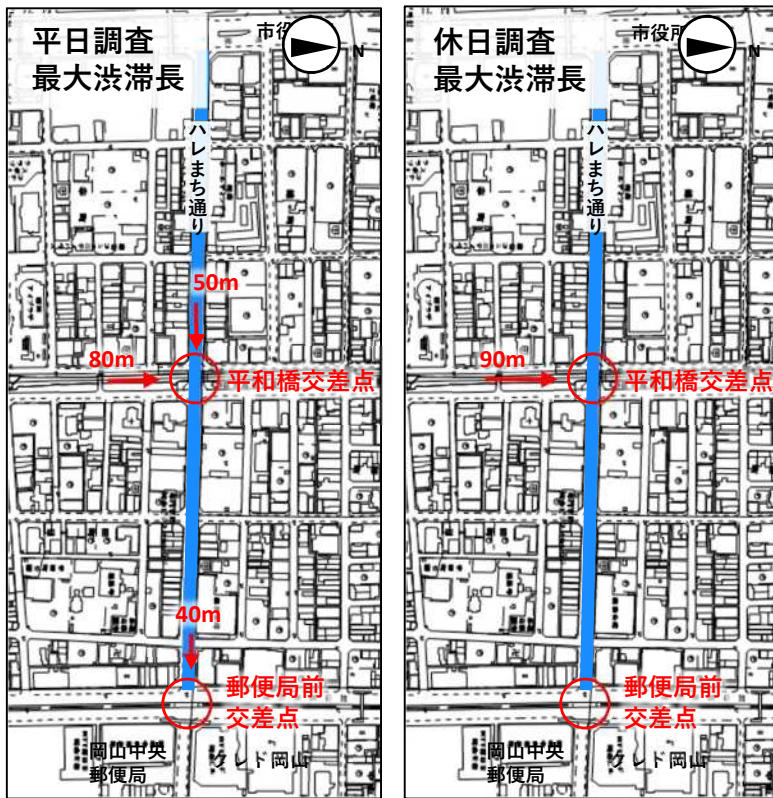 平日調査
最大渋滞長
市役
N
ハレまち通り
50m
80m
平和橋交差点
40m
郵便局前
交差点
岡山中央
郵便局
クレド岡山
休日調査
最大渋滞長
市役所
N
ハレまち通り
90m
平和橋交差点
郵便局前
交差点
岡山中央
郵便局
クレド岡山